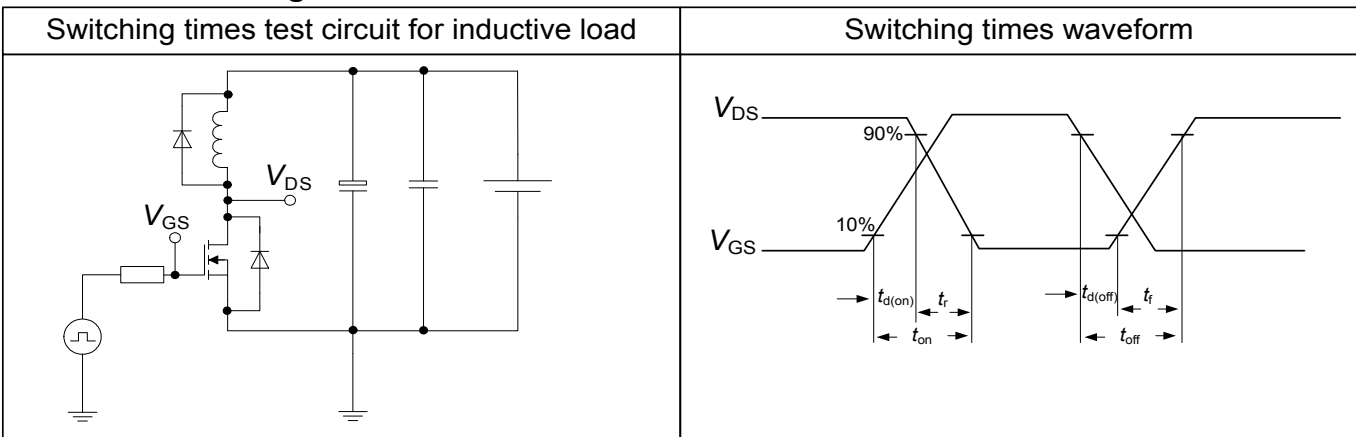 Switching times test circuit for inductive load
Switching times waveform
VDS
VGS
VDS
90%
10%
VGS
td(on) tr
td(off) tf
ton
toff